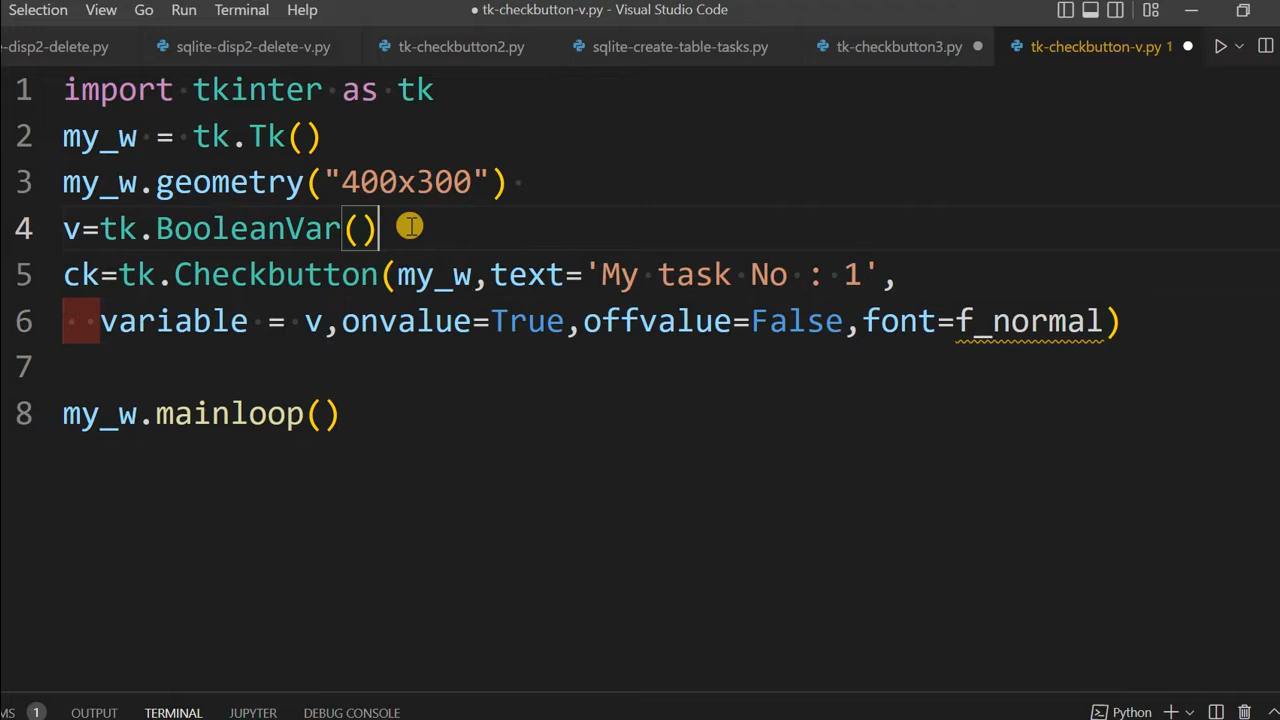 Selection View Go Run Terminal Help
● tk-checkbutton-v.py - Visual Studio Code
-disp2-delete.py sqlite-disp2-delete-v.py tk-checkbutton2.py sqlite-create-table-tasks.py tk-checkbutton3.py ● tk-checkbutton-v.py 1 ●
1 import tkinter as tk
2 my_w = tk.Tk()
3 my_w.geometry("400x300")
4 v=tk.BooleanVar()
5 ck=tk.Checkbutton(my_w,text='My task No : 1',
6   variable = v,onvalue=True,offvalue=False,font=f_normal)
7
8 my_w.mainloop()
MS 1 OUTPUT TERMINAL JUPYTER DEBUG CONSOLE Python